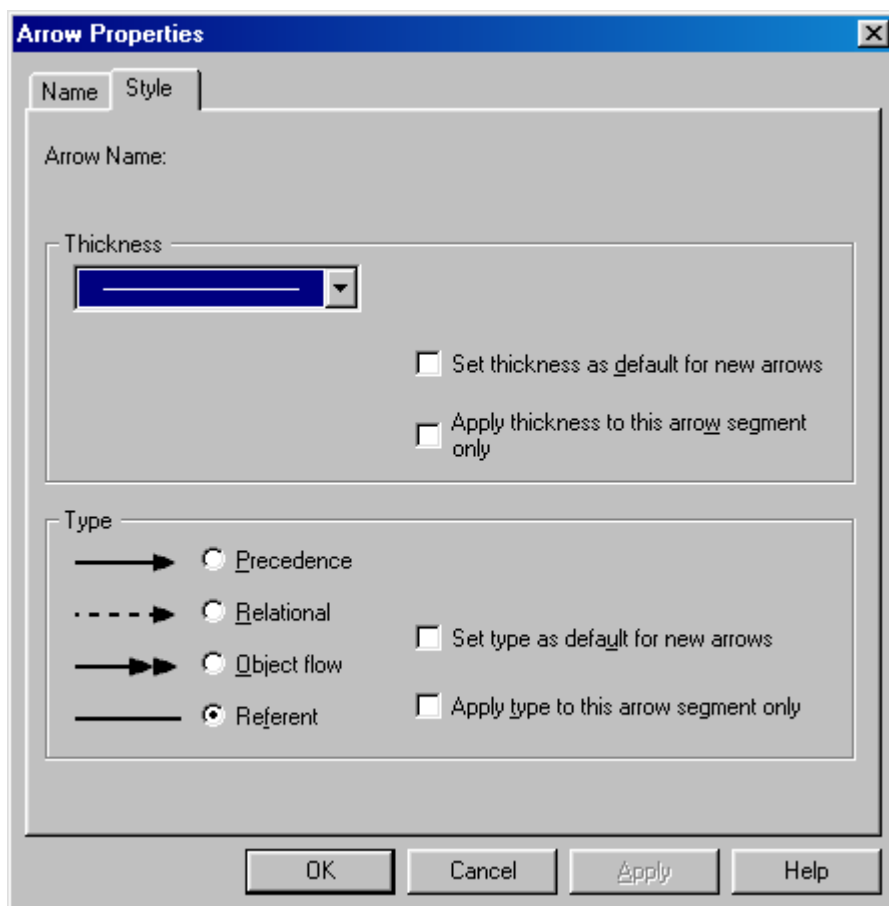 Arrow Properties
Name Style
Arrow Name:
Thickness
Set thickness as default for new arrows
Apply thickness to this arrow segment
only
Type
Precedence
Relational
Object flow
Referent
Set type as default for new arrows
Apply type to this arrow segment only
OK Cancel Apply Help